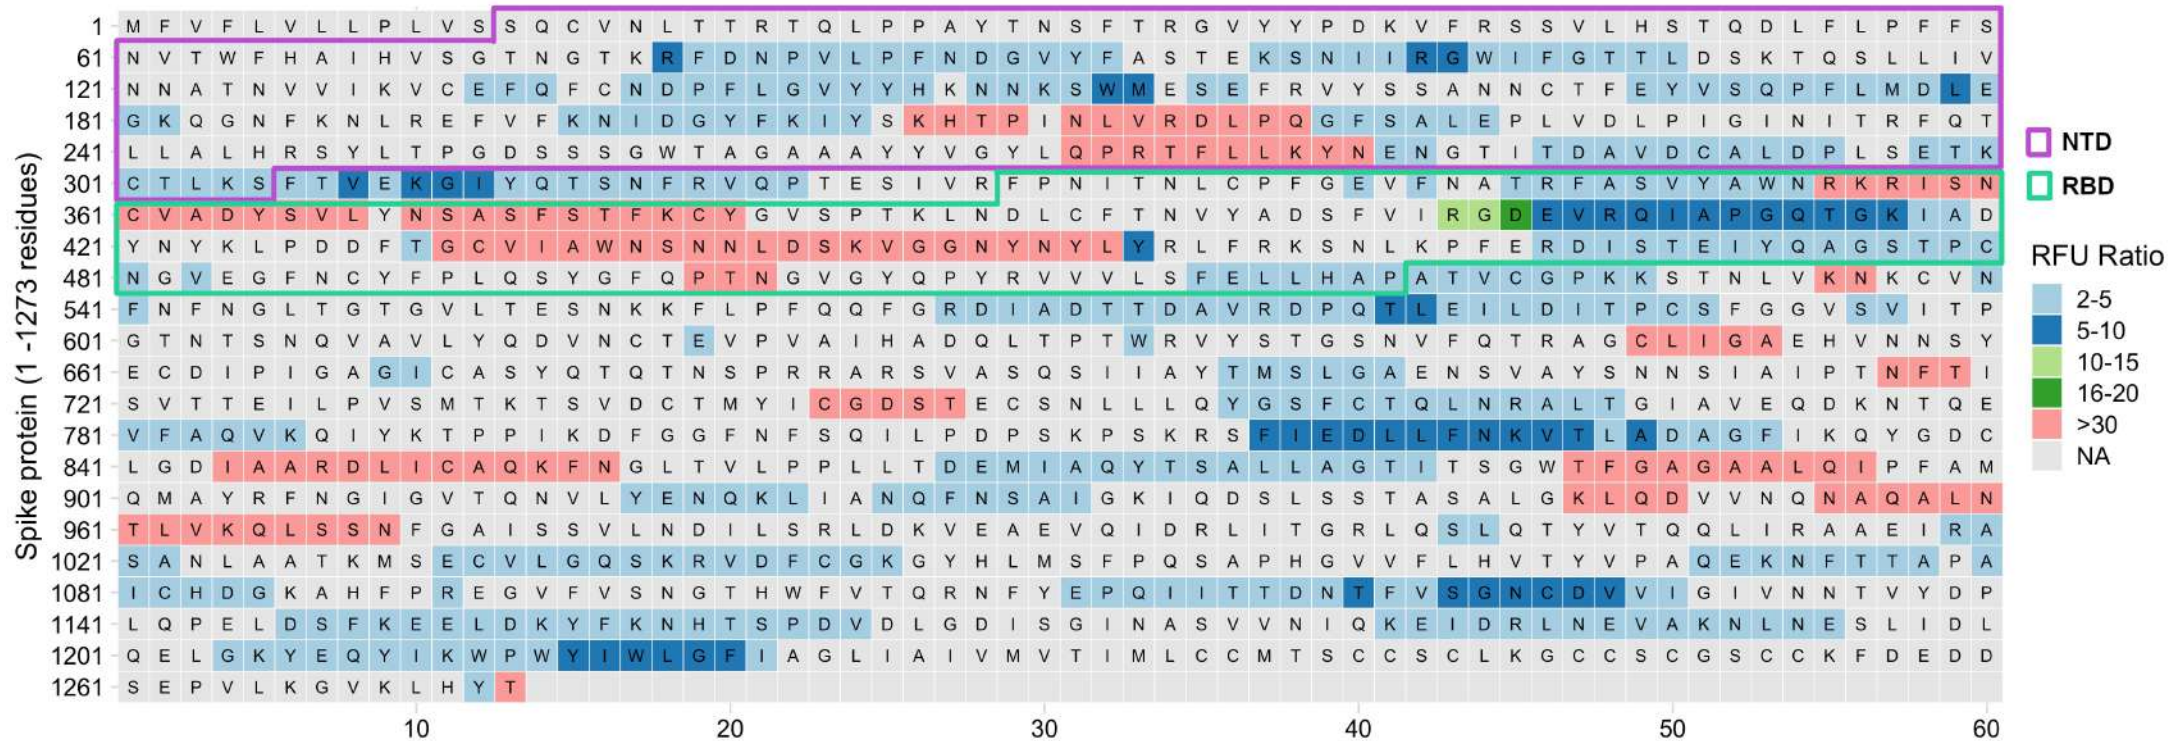 1 M F V F L V L L P L V S S Q C V N L T T R T Q L P P A Y T N S F T R G V Y Y P D K V F R S S V L H S T Q D L F L P F F S
61 N V T W F H A I H V S G T N G T K R F D N P V L P F N D G V Y F A S T E K S N I I R G W I F G T T L D S K T Q S L L I V
121 N N A T N V V I K V C E F Q F C N D P F L G V Y Y H K N N K S W M E S E F R V Y S S A N N C T F E Y V S Q P F L M D L E
181 G K Q G N F K N L R E F V F K N I D G Y F K I Y S K H T P I N L V R D L P Q G F S A L E P L V D L P I G I N I T R F Q T
241 L L A L H R S Y L T P G D S S S G W T A G A A A Y Y V G Y L Q P R T F L L K Y N E N G T I T D A V D C A L D P L S E T K
301 C T L K S F T V E K G I Y Q T S N F R V Q P T E S I V R F P N I T N L C P F G E V F N A T R F A S V Y A W N R K R I S N
361 C V A D Y S V L Y N S A S F S T F K C Y G V S P T K L N D L C F T N V Y A D S F V I R G D E V R Q I A P G Q T G K I A D
421 Y N Y K L P D D F T G C V I A W N S N N L D S K V G G N Y N Y L Y R L F R K S N L K P F E R D I S T E I Y Q A G S T P C
481 N G V E G F N C Y F P L Q S Y G F Q P T N G V G Y Q P Y R V V V L S F E L L H A P A T V C G P K K S T N L V K N K C V N
541 F N F N G L T G T G V L T E S N K K F L P F Q Q F G R D I A D T T D A V R D P Q T L E I L D I T P C S F G G V S V I T P
601 G T N T S N Q V A V L Y Q D V N C T E V P V A I H A D Q L T P T W R V Y S T G S N V F Q T R A G C L I G A E H V N N S Y
661 E C D I P I G A G I C A S Y Q T Q T N S P R R A R S V A S Q S I I A Y T M S L G A E N S V A Y S N N S I A I P T N F T I
721 S V T T E I L P V S M T K T S V D C T M Y I C G D S T E C S N L L L Q Y G S F C T Q L N R A L T G I A V E Q D K N T Q E
781 V F A Q V K Q I Y K T P P I K D F G G F N F S Q I L P D P S K P S K R S F I E D L L F N K V T L A D A G F I K Q Y G D C
841 L G D I A A R D L I C A Q K F N G L T V L P P L L T D E M I A Q Y T S A L L A G T I T S G W T F G A G A A L Q I P F A M
901 Q M A Y R F N G I G V T Q N V L Y E N Q K L I A N Q F N S A I G K I Q D S L S S T A S A L G K L Q D V V N Q N A Q A L N
961 T L V K Q L S S N F G A I S S V L N D I L S R L D K V E A E V Q I D R L I T G R L Q S L Q T Y V T Q Q L I R A A E I R A
1021 S A N L A A T K M S E C V L G Q S K R V D F C G K G Y H L M S F P Q S A P H G V V F L H V T Y V P A Q E K N F T T A P A
1081 I C H D G K A H F P R E G V F V S N G T H W F V T Q R N F Y E P Q I I T T D N T F V S G N C D V V I G I V N N T V Y D P
1141 L Q P E L D S F K E E L D K Y F K N H T S P D V D L G D I S G I N A S V V N I Q K E I D R L N E V A K N L N E S L I D L
1201 Q E L G K Y E Q Y I K W P W Y I W L G F I A G L I A I V M V T I M L C C M T S C C S C L K G C C S C G S C C K F D E D D
1261 S E P V L K G V K L H Y T
10 20 30 40 50 60
Spike protein (1 -1273 residues)
NTD
RBD
RFU Ratio
2-5
5-10
10-15
16-20
>30
NA